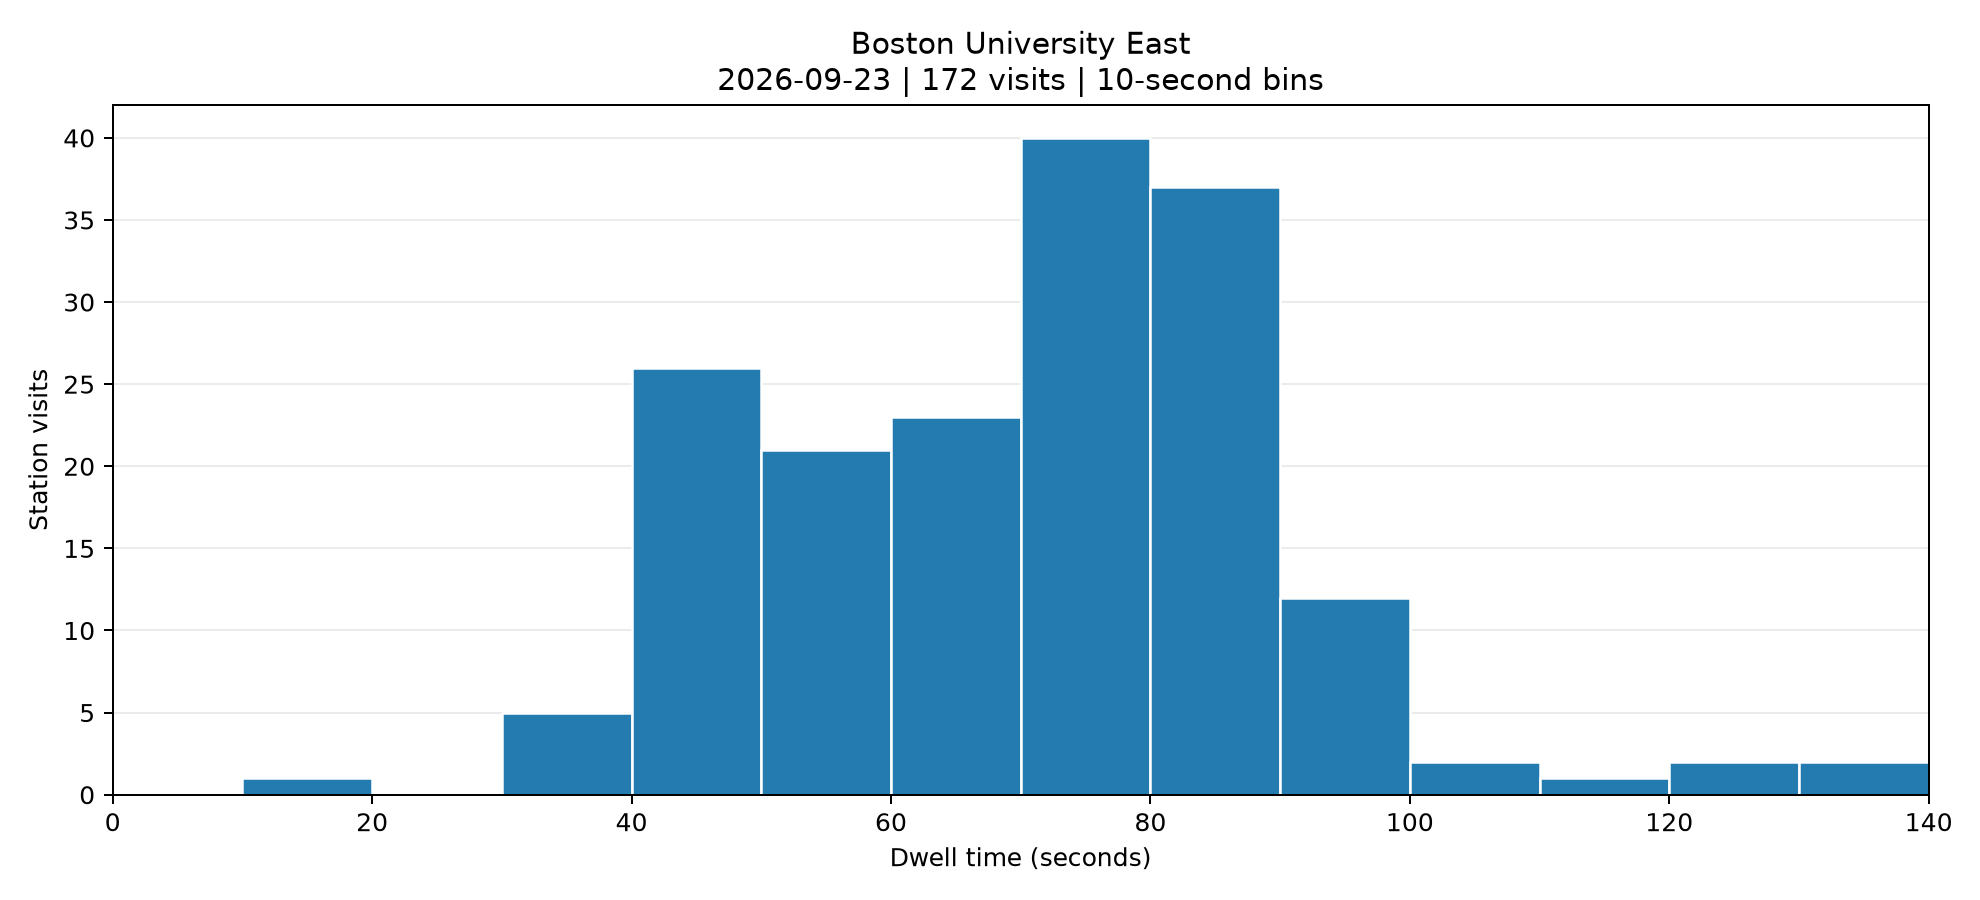 Boston University East
2026-09-23 | 172 visits | 10-second bins
40
35
30
25
20
15
10
5
0
Station visits
0 20 40 60 80 100 120 140
Dwell time (seconds)